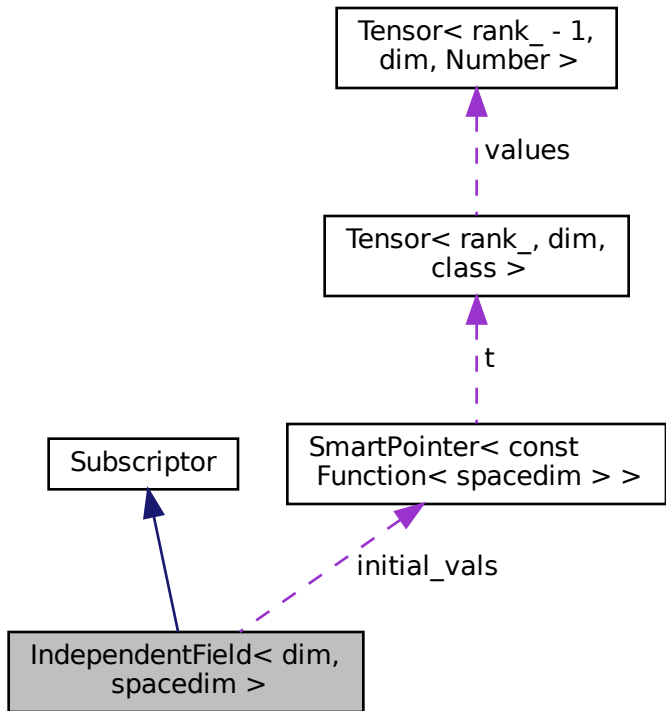 Tensor< rank_ - 1,
dim, Number >
values
Tensor< rank_, dim,
class >
t
SmartPointer< const
Function< spacedim > >
Subscriptor
initial_vals
IndependentField< dim,
spacedim >